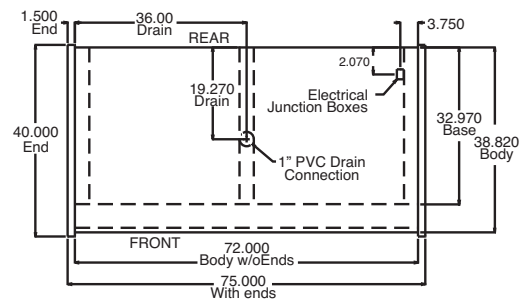 1.500
End
36.00
Drain
3.750
REAR
2.070
40.000
End
19.270
Drain
Electrical
Junction Boxes
32.970
Base
38.820
Body
1” PVC Drain
Connection
FRONT
72.000
Body w/oEnds
75.000
With ends